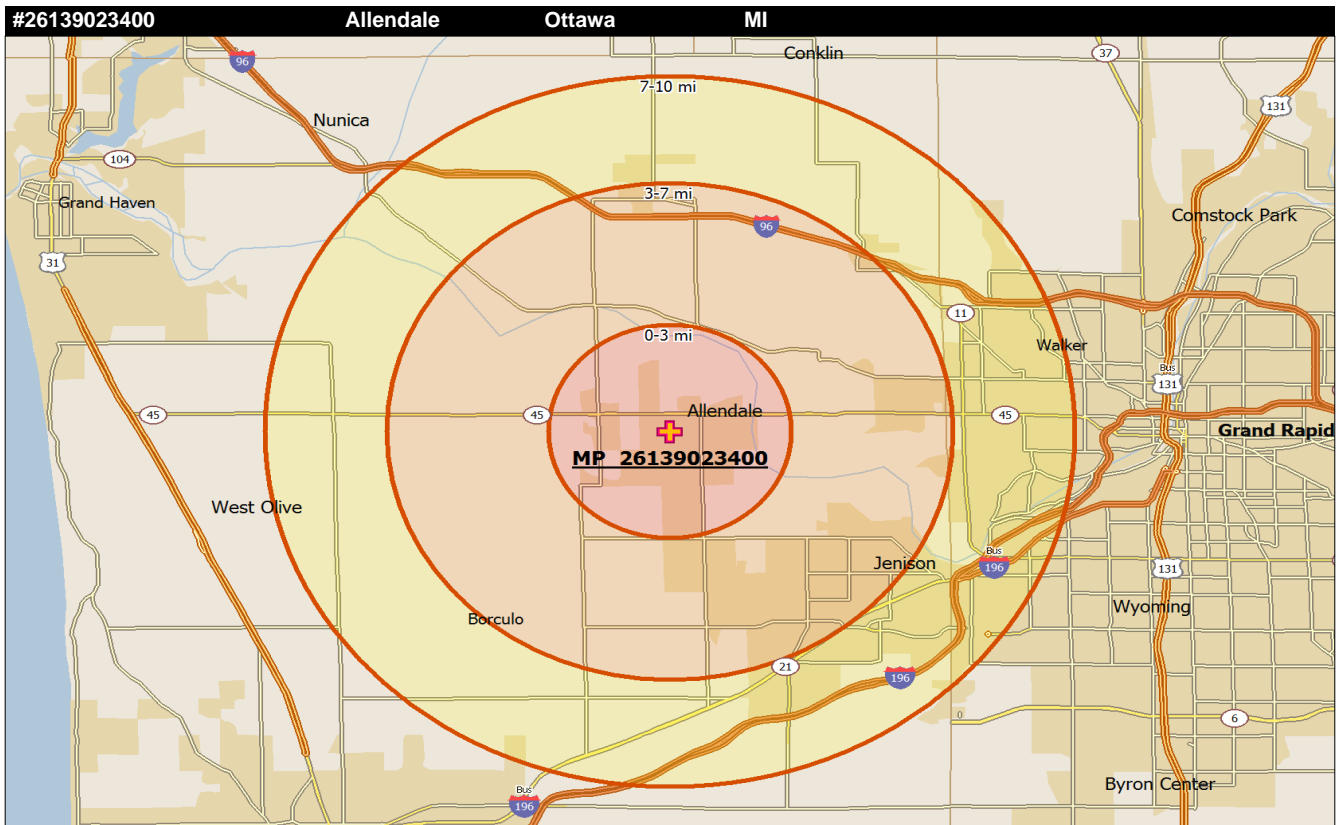 #26139023400 Allendale Ottawa MI
Conklin
37
96
7-10 mi
131
Nunica
104
3-7 mi
Grand Haven
Comstock Park
96
31
11
0-3 mi
Walker
Bus
131
45
45
Allendale
45
Grand Rapid
MP 26139023400
West Olive
Bus
196
Jenison
131
Wyoming
Borculo
21
196
0
6
Bus
196
Byron Center